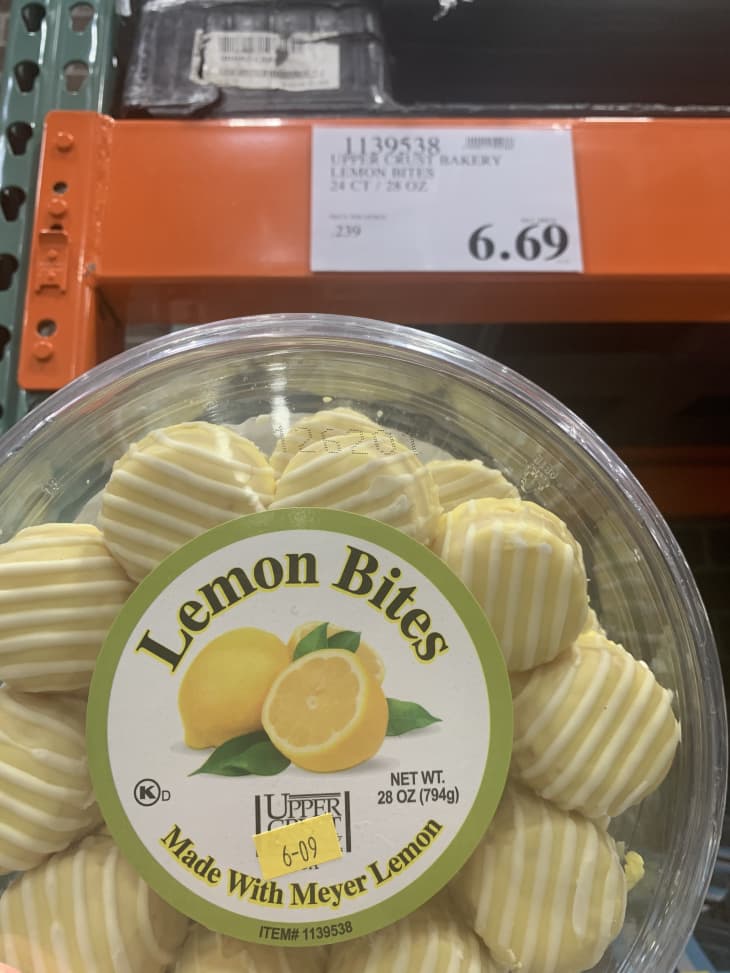 1139538
UPPER CRUST BAKERY
LEMON BITES
24 CT / 28 OZ
.239
6.69
Lemon Bites
NET WT.
28 OZ (794g)
K D
UPPER
6-09
Made With Meyer Lemon
ITEM# 1139538